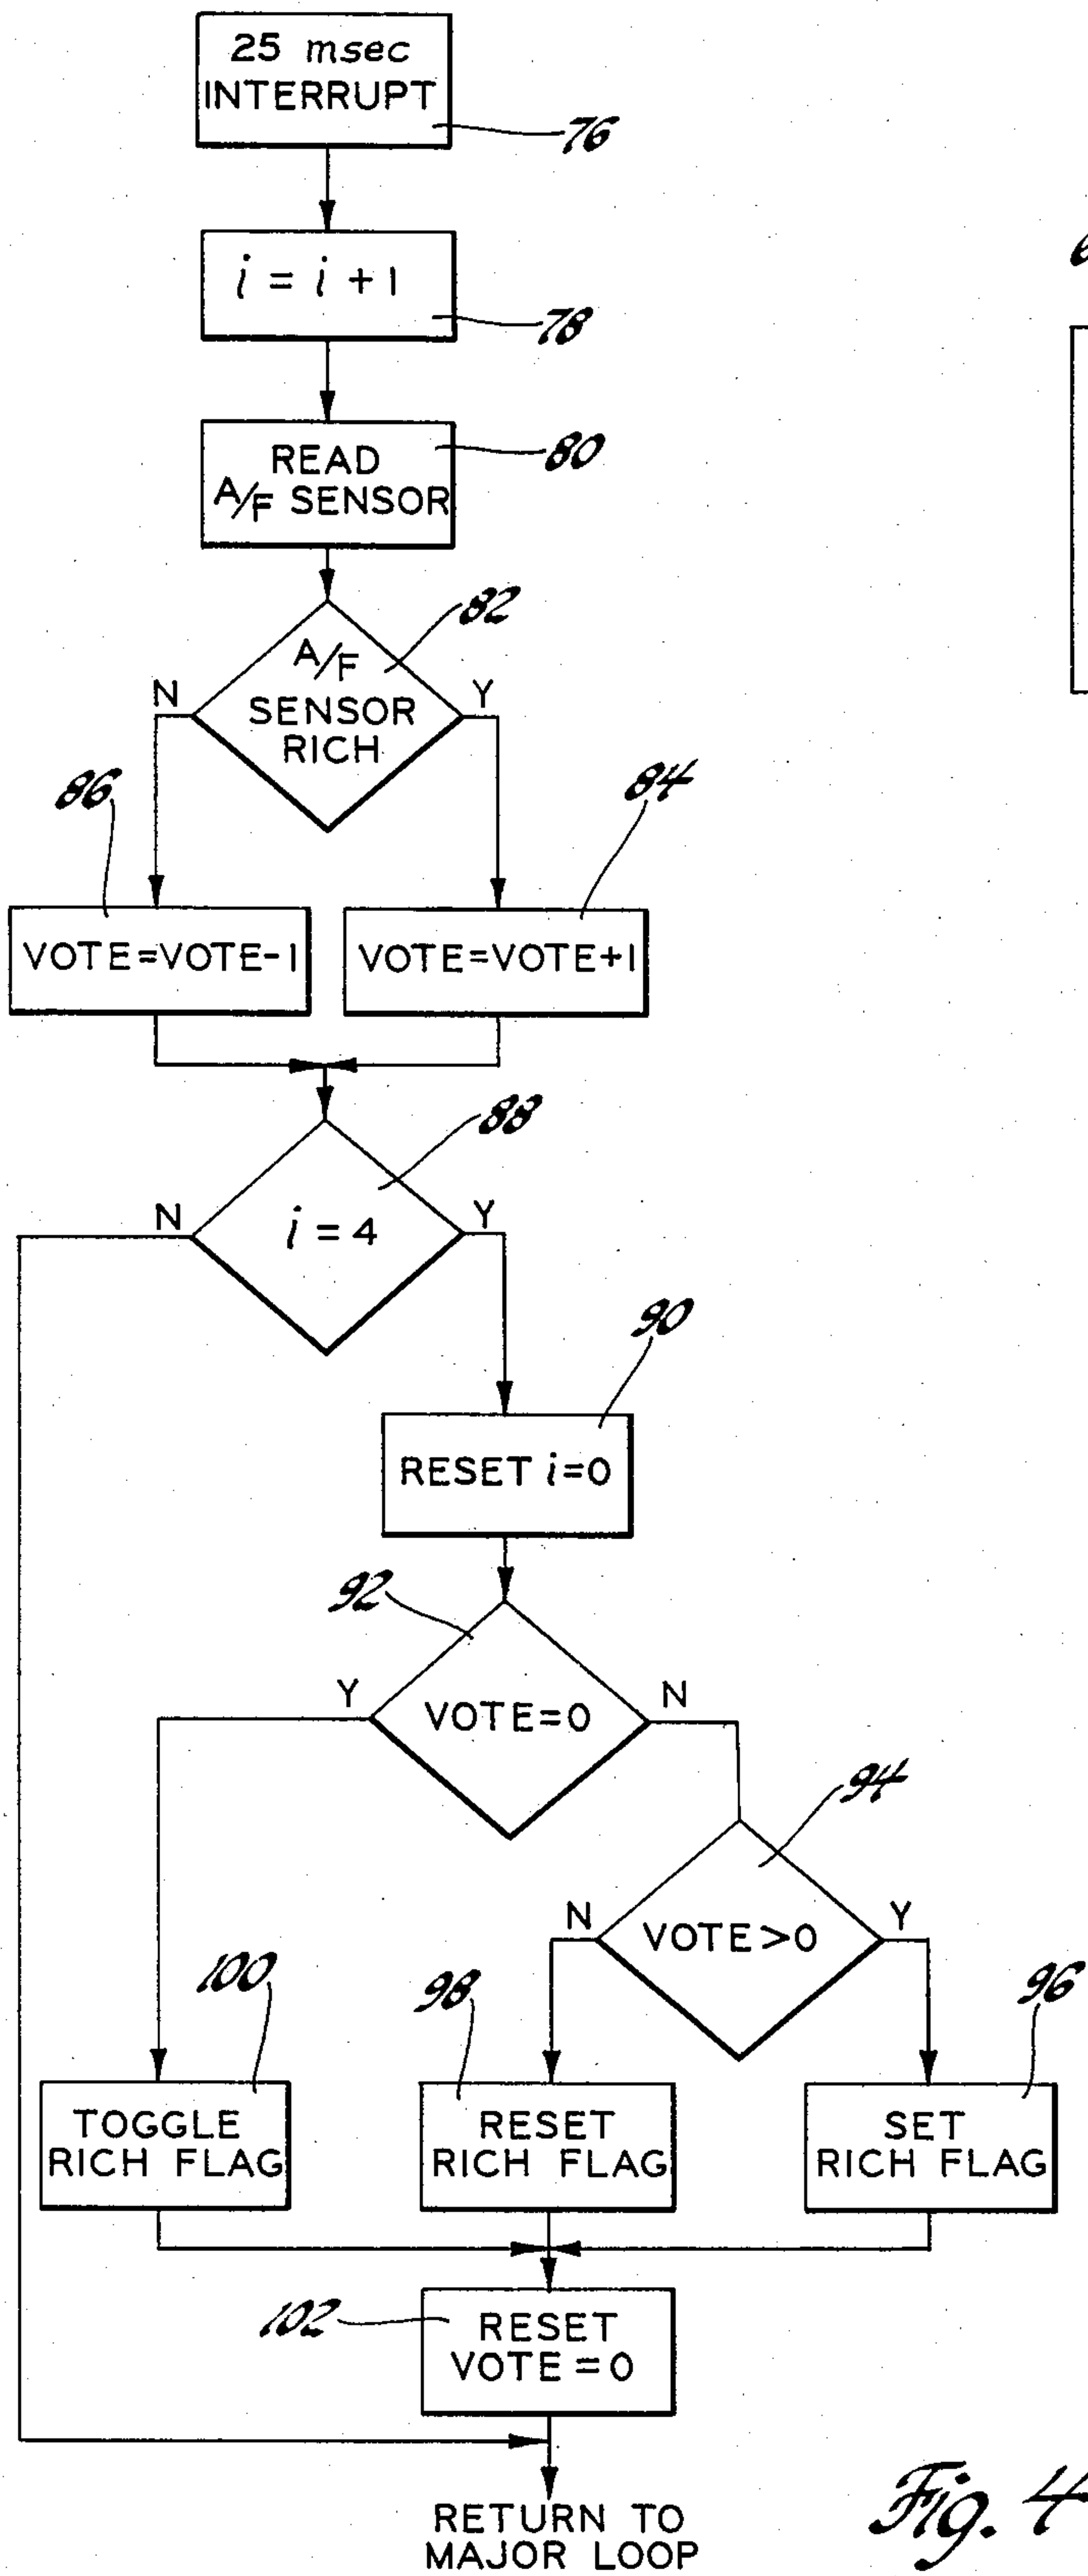 25 msec
INTERRUPT
76
i = i + 1
78
READ
A/F SENSOR
80
82
A/F
SENSOR
RICH
N
Y
86
84
VOTE=VOTE-1
VOTE=VOTE+1
88
i = 4
N
Y
90
RESET i=0
92
VOTE=0
Y
N
94
VOTE>0
N
Y
100
98
96
TOGGLE
RICH FLAG
RESET
RICH FLAG
SET
RICH FLAG
102
RESET
VOTE = 0
RETURN TO
MAJOR LOOP
Fig. 4